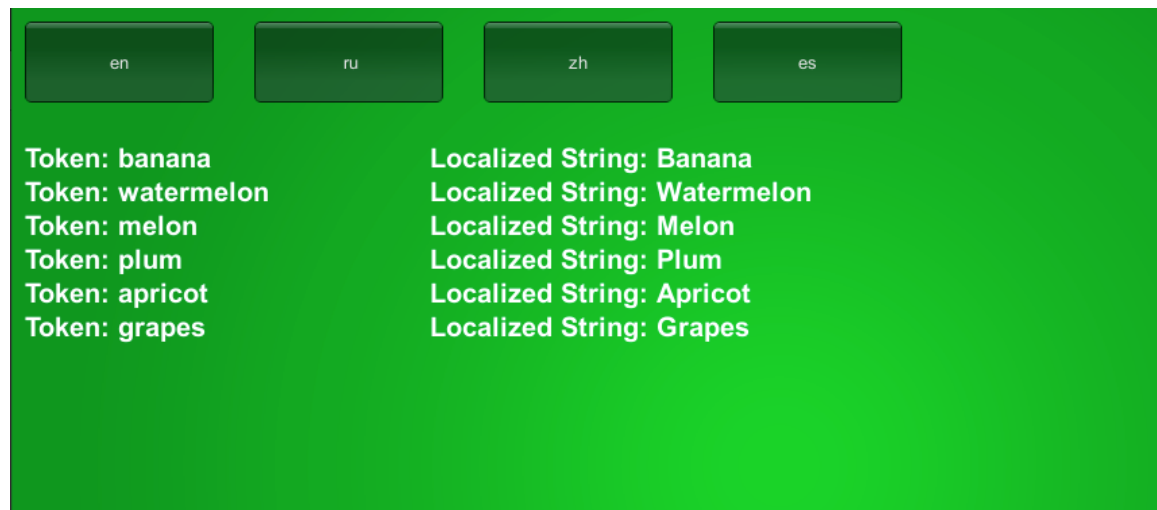 en ru zh es
Token: banana Localized String: Banana
Token: watermelon Localized String: Watermelon
Token: melon Localized String: Melon
Token: plum Localized String: Plum
Token: apricot Localized String: Apricot
Token: grapes Localized String: Grapes